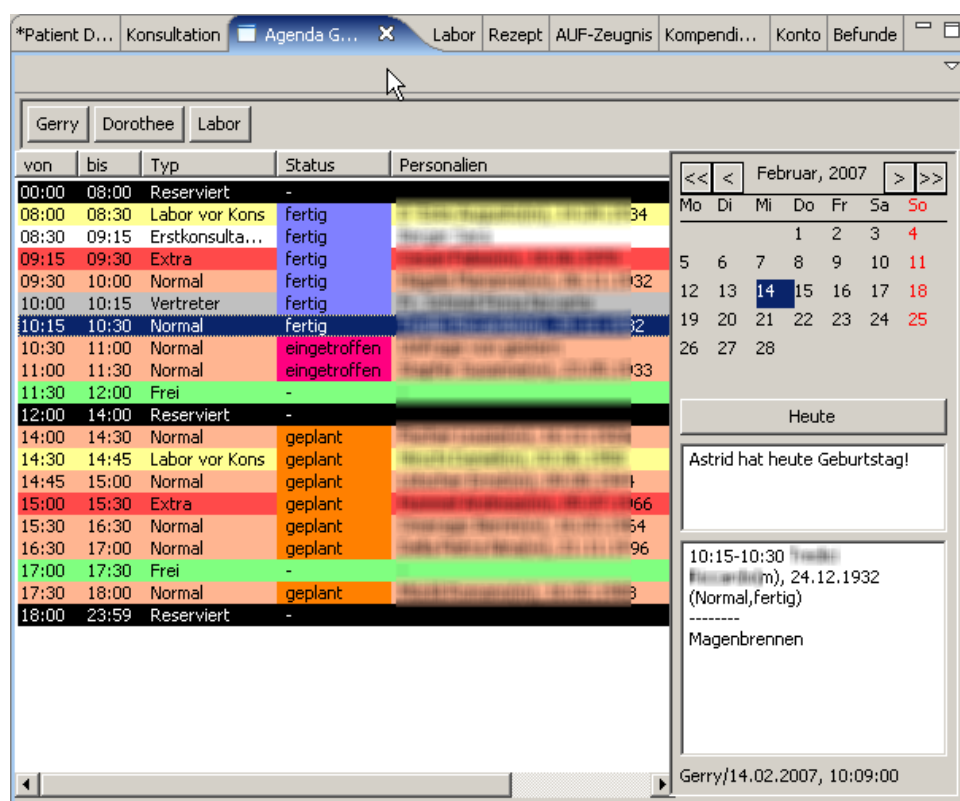 *Patient D... Konsultation Agenda G... Labor Rezept AUF-Zeugnis Kompendi... Konto Befunde
Gerry Dorothee Labor
von bis Typ Status Personalien
00:00 08:00 Reserviert -
08:00 08:30 Labor vor Kons fertig 34
08:30 09:15 Erstkonsulta... fertig
09:15 09:30 Extra fertig
09:30 10:00 Normal fertig 932
10:00 10:15 Vertreter fertig
10:15 10:30 Normal fertig 32
10:30 11:00 Normal eingetroffen
11:00 11:30 Normal eingetroffen 933
11:30 12:00 Frei -
12:00 14:00 Reserviert -
14:00 14:30 Normal geplant
14:30 14:45 Labor vor Kons geplant
14:45 15:00 Normal geplant
15:00 15:30 Extra geplant 966
15:30 16:30 Normal geplant 64
16:30 17:00 Normal geplant 996
17:00 17:30 Frei -
17:30 18:00 Normal geplant
18:00 23:59 Reserviert -
<< < Februar, 2007 > >>
Mo Di Mi Do Fr Sa So
1 2 3 4
5 6 7 8 9 10 11
12 13 14 15 16 17 18
19 20 21 22 23 24 25
26 27 28
Heute
Astrid hat heute Geburtstag!
10:15-10:30
(m), 24.12.1932
(Normal,fertig)
--------
Magenbrennen
Gerry/14.02.2007, 10:09:00